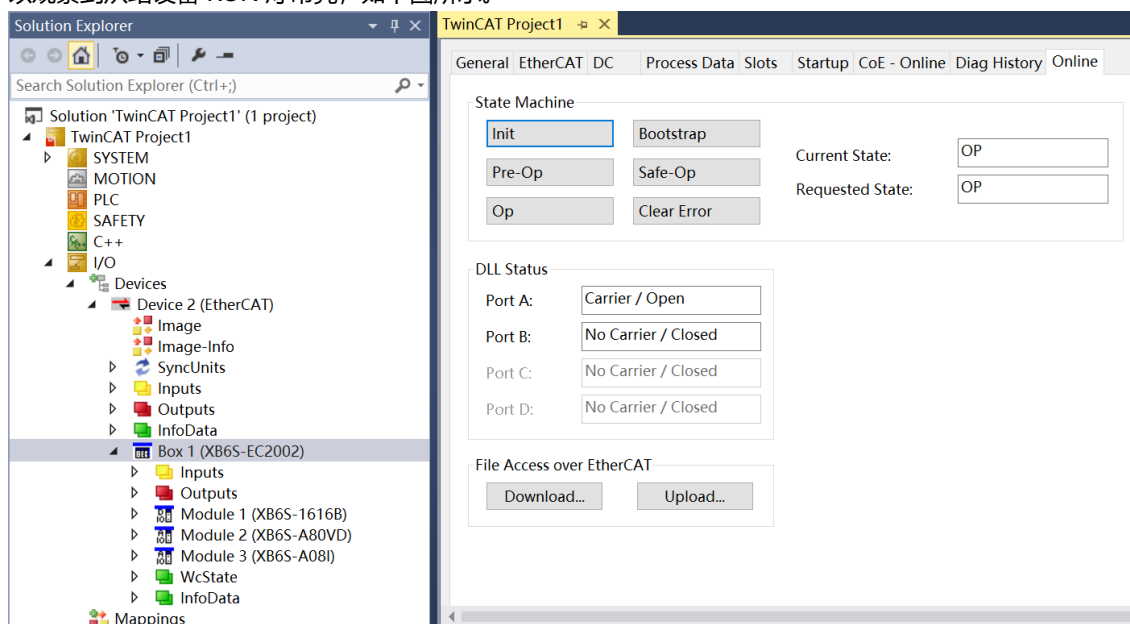 Solution Explorer
Search Solution Explorer (Ctrl+;)
Solution 'TwinCAT Project1' (1 project)
TwinCAT Project1
SYSTEM
MOTION
PLC
SAFETY
C++
I/O
Devices
Device 2 (EtherCAT)
Image
Image-Info
SyncUnits
Inputs
Outputs
InfoData
Box 1 (XB6S-EC2002)
Inputs
Outputs
Module 1 (XB6S-1616B)
Module 2 (XB6S-A80VD)
Module 3 (XB6S-A08I)
WcState
InfoData
Mappings
TwinCAT Project1
General EtherCAT DC Process Data Slots Startup CoE - Online Diag History Online
State Machine
Init Bootstrap
Pre-Op Safe-Op
Op Clear Error
Current State: OP
Requested State: OP
DLL Status
Port A: Carrier / Open
Port B: No Carrier / Closed
Port C: No Carrier / Closed
Port D: No Carrier / Closed
File Access over EtherCAT
Download... Upload...